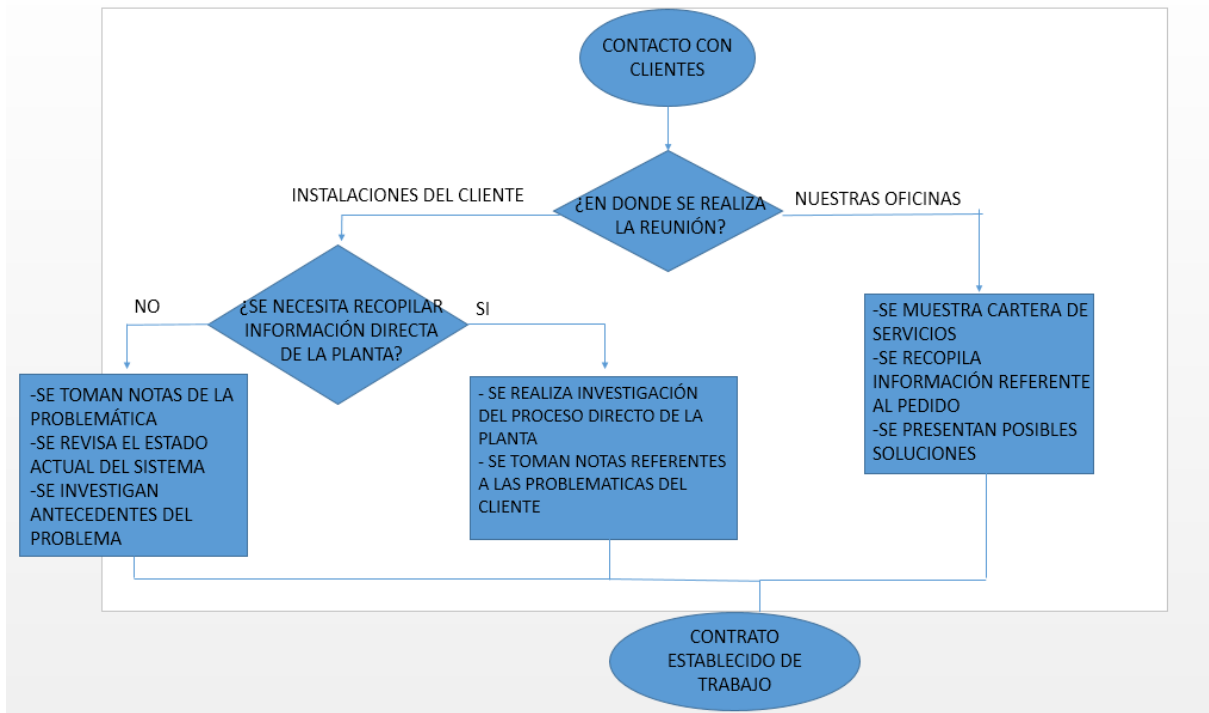 CONTACTO CON
CLIENTES
¿EN DONDE SE REALIZA
LA REUNIÓN?
INSTALACIONES DEL CLIENTE
NUESTRAS OFICINAS
¿SE NECESITA RECOPILAR
INFORMACIÓN DIRECTA
DE LA PLANTA?
NO
SI
-SE TOMAN NOTAS DE LA
PROBLEMÁTICA
-SE REVISA EL ESTADO
ACTUAL DEL SISTEMA
-SE INVESTIGAN
ANTECEDENTES DEL
PROBLEMA
- SE REALIZA INVESTIGACIÓN
DEL PROCESO DIRECTO DE LA
PLANTA
- SE TOMAN NOTAS REFERENTES
A LAS PROBLEMATICAS DEL
CLIENTE
-SE MUESTRA CARTERA DE
SERVICIOS
-SE RECOPILA
INFORMACIÓN REFERENTE
AL PEDIDO
-SE PRESENTAN POSIBLES
SOLUCIONES
CONTRATO
ESTABLECIDO DE
TRABAJO